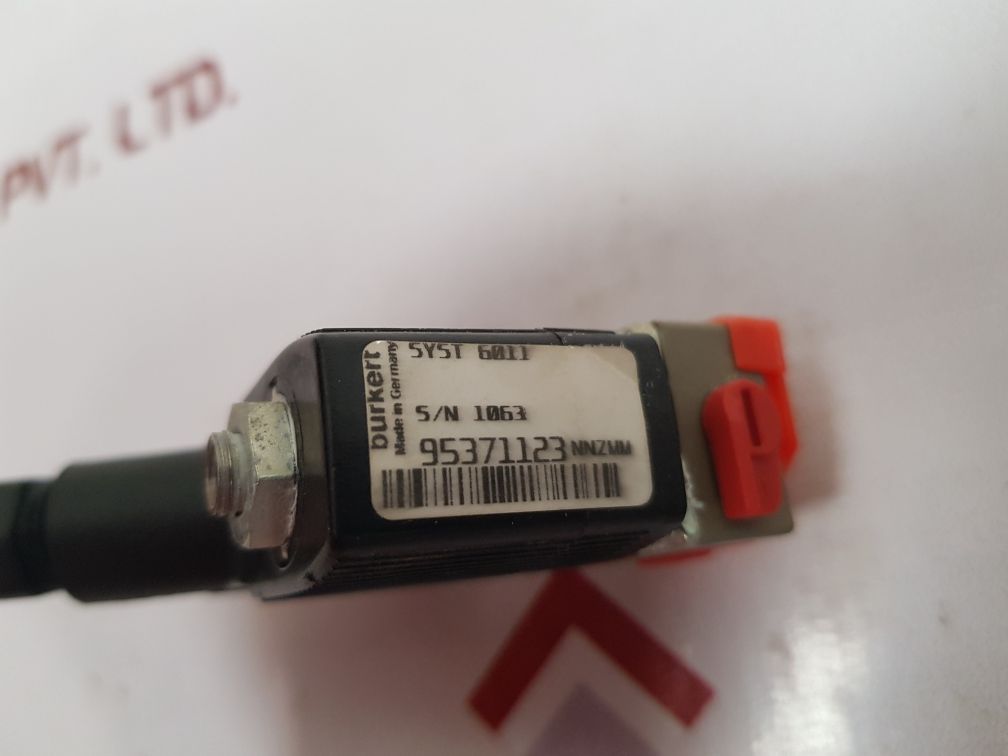 PVT. LTD.
burkert
Made in Germany
SYST 6011
S/N 1063
95371123 NNZMM